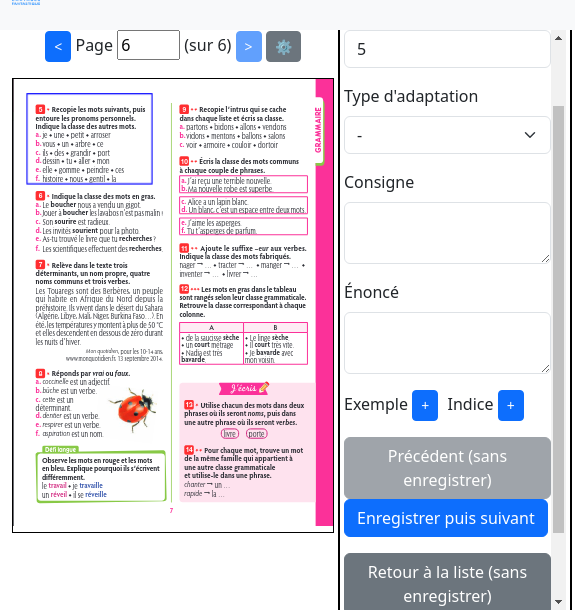 < Page 6 (sur 6) > ⚙️
GRAMMAIRE
5 • Recopie les mots suivants, puis
entoure les pronoms personnels.
Indique la classe des autres mots.
a. je • une • petit • arroser
b. vous • un • arbre • ce
c. ils • des • grandir • port
d. dessin • tu • aller • mon
e. elle • gomme • peindre • ces
f. histoire • nous • gentil • la
6 • Indique la classe des mots en gras.
a. Le boucher nous a vendu un gigot.
b. Jouer à boucher les lavabos n'est pas malin
c. Son sourire est radieux.
d. Les invités sourient pour la photo.
e. As-tu trouvé le livre que tu recherches ?
f. Les scientifiques effectuent des recherches
7 • Relève dans le texte trois
déterminants, un nom propre, quatre
noms communs et trois verbes.
Les Touaregs sont des Berbères, un peuple
qui habite en Afrique du Nord depuis la
préhistoire. Ils vivent dans le désert du Sahara
(Algérie, Libye, Mali, Niger, Burkina Faso…). En
été, les températures y montent à plus de 50 °C
et elles descendent en dessous de zéro durant
les nuits d'hiver.
Mon quotidien, pour les 10-14 ans,
www.monquotidien.fr, 13 septembre 2014.
8 • Réponds par vrai ou faux.
a. coccinelle est un adjectif.
b. bûche est un verbe.
c. cette est un
déterminant.
d. dentier est un verbe.
e. respirer est un verbe.
f. aspiration est un nom.
Défi langue
Observe les mots en rouge et les mots
en bleu. Explique pourquoi ils s'écrivent
différemment.
le travail • je travaille
un réveil • il se réveille
9 •• Recopie l'intrus qui se cache
dans chaque liste et écris sa classe.
a. partons • bidons • allons • vendons
b. vidons • mentons • ballons • salons
c. voir • armoire • couloir • dortoir
10 •• Écris la classe des mots communs
à chaque couple de phrases.
a. J'ai reçu une terrible nouvelle.
b. Ma nouvelle robe est superbe.
c. Alice a un lapin blanc.
d. Un blanc, c'est un espace entre deux mots.
e. J'aime les asperges.
f. Tu t'asperges de parfum.
11 •• Ajoute le suffixe –eur aux verbes.
Indique la classe des mots fabriqués.
nager → … • tracter → … • manger → … •
inventer → … • livrer → …
12 ••• Les mots en gras dans le tableau
sont rangés selon leur classe grammaticale.
Retrouve la classe correspondant à chaque
colonne.
A B
• de la saucisse sèche • Le linge sèche
• un court métrage • Il court très vite.
• Nadia est très • Je bavarde avec
bavarde. mon voisin.
J'écris
13 • Utilise chacun des mots dans deux
phrases où ils seront noms, puis dans
une autre phrase où ils seront verbes.
livre porte
14 •• Pour chaque mot, trouve un mot
de la même famille qui appartient à
une autre classe grammaticale
et utilise-le dans une phrase.
chanter → un …
rapide → la …
7
5
Type d'adaptation
-
Consigne
Énoncé
Exemple + Indice +
Précédent (sans
enregistrer)
Enregistrer puis suivant
Retour à la liste (sans
enregistrer)